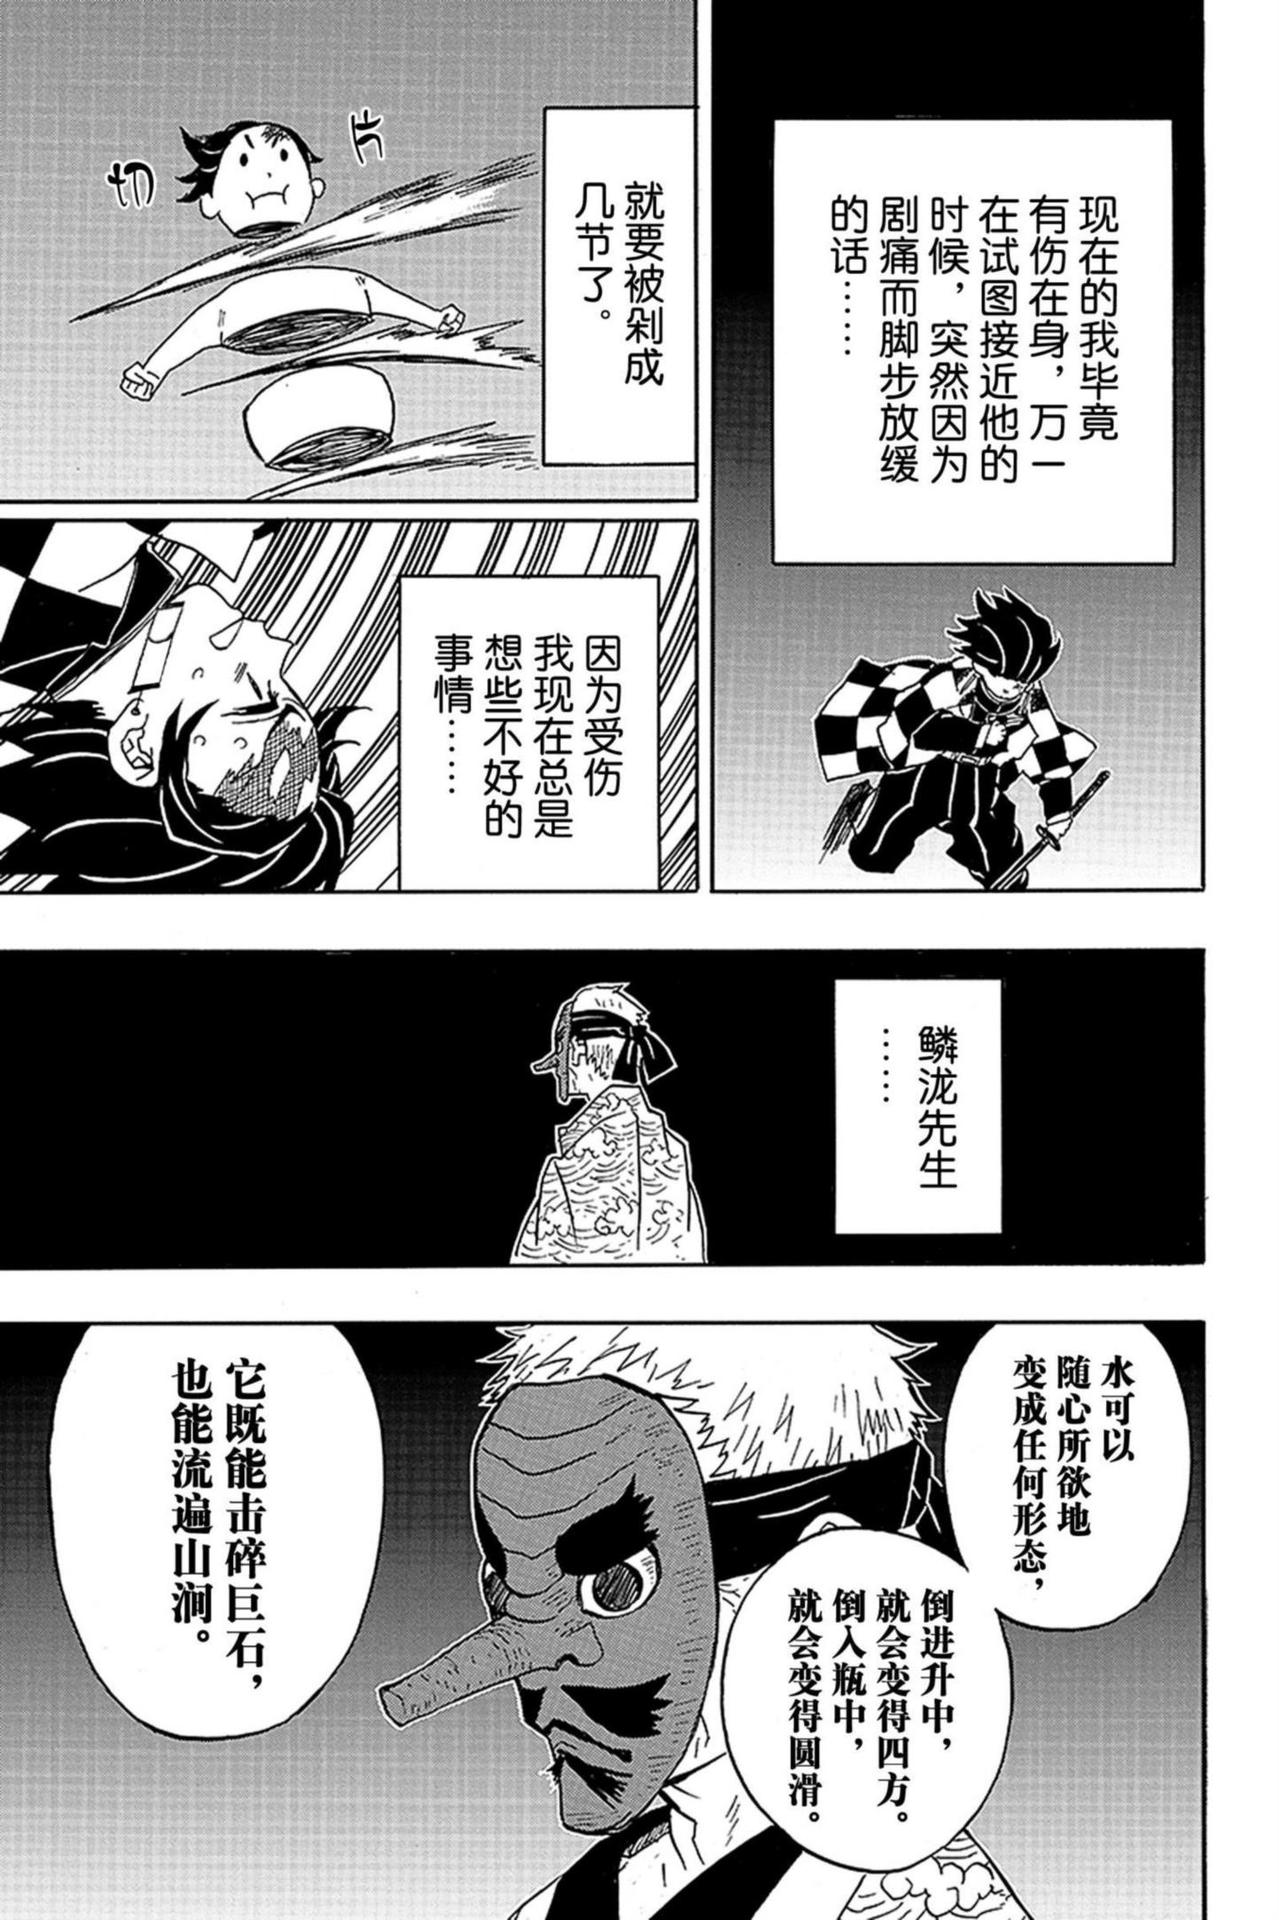 现在的我毕竟
有伤在身，万一
在试图接近他的
时候，突然因为
剧痛而脚步放缓
的话……
就要被剁成
几节了。
切
片
因为受伤
我现在总是
想些不好的
事情……
鳞泷先生
……
水可以
随心所欲地
变成任何形态，
倒进升中，
就会变得四方。
倒入瓶中，
就会变得圆滑。
它既能击碎巨石，
也能流遍山涧。